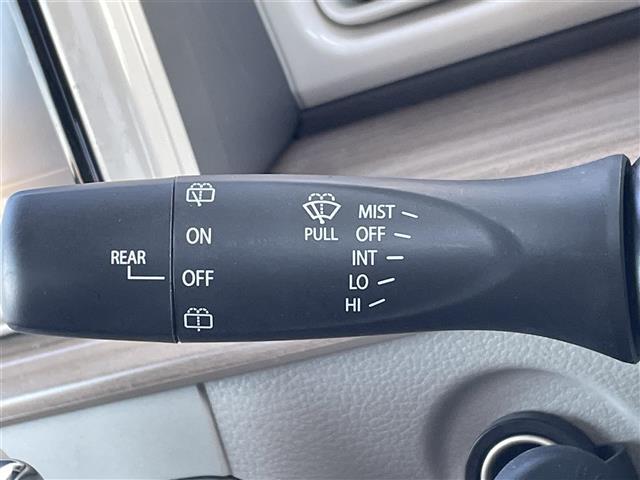 REAR
ON
OFF
PULL
MIST
OFF
INT
LO
HI